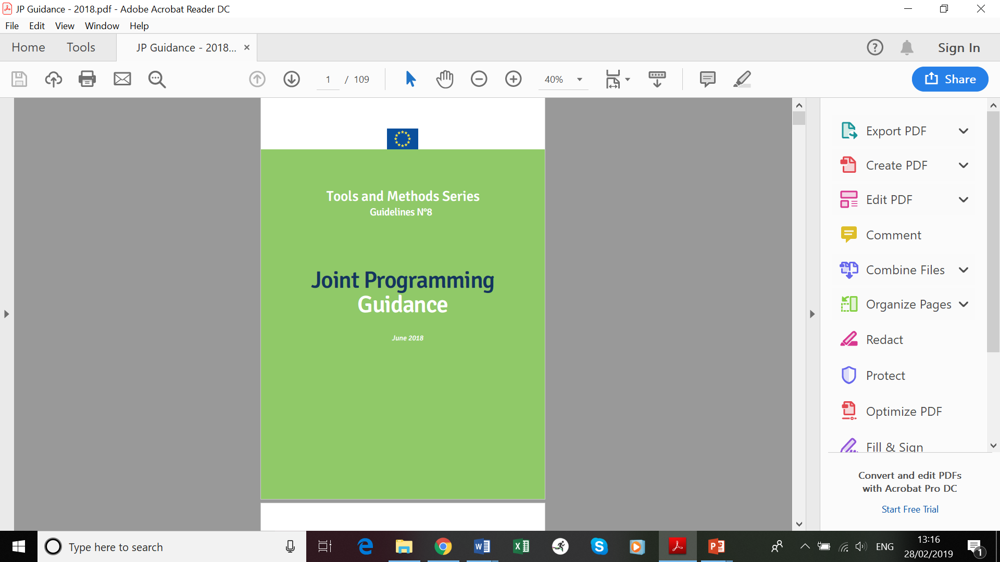 JP Guidance - 2018.pdf - Adobe Acrobat Reader DC
File Edit View Window Help
Home Tools JP Guidance - 2018... × Sign In
1 / 109 40% Share
Tools and Methods Series
Guidelines N°8
Joint Programming
Guidance
June 2018
Export PDF
Create PDF
Edit PDF
Comment
Combine Files
Organize Pages
Redact
Protect
Optimize PDF
Fill & Sign
Convert and edit PDFs
with Acrobat Pro DC
Start Free Trial
Type here to search
ENG
13:16
28/02/2019
1